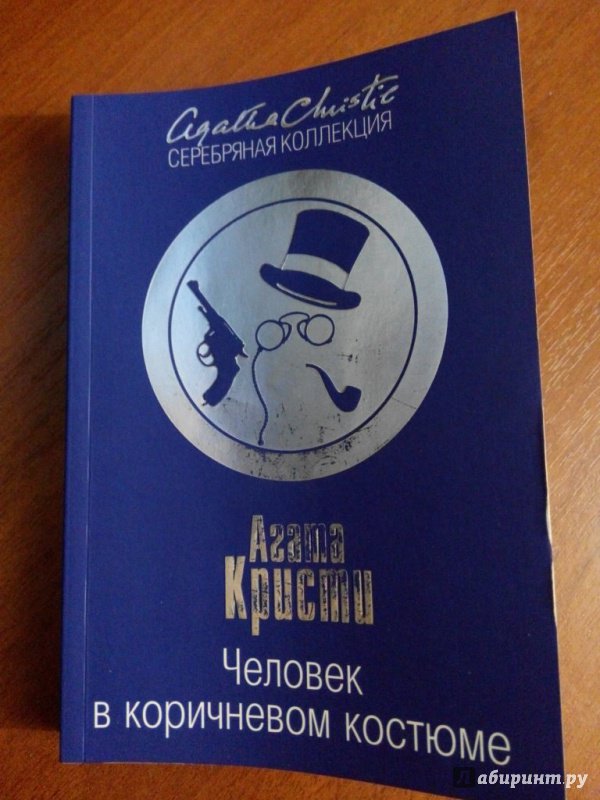 Agatha Christie
СЕРЕБРЯНАЯ КОЛЛЕКЦИЯ
Агата
Кристи
Человек
в коричневом костюме
Лабиринт.ру